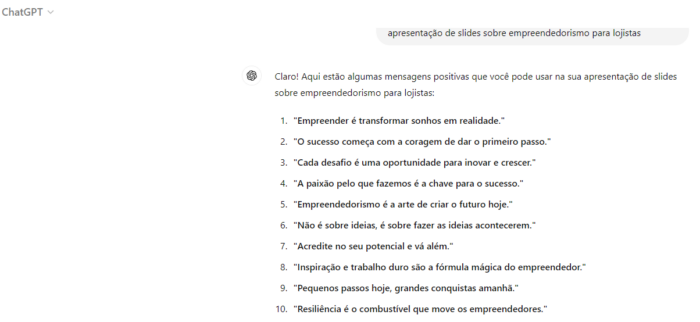 ChatGPT
apresentação de slides sobre empreendedorismo para lojistas
Claro! Aqui estão algumas mensagens positivas que você pode usar na sua apresentação de slides
sobre empreendedorismo para lojistas:
1. "Empreender é transformar sonhos em realidade."
2. "O sucesso começa com a coragem de dar o primeiro passo."
3. "Cada desafio é uma oportunidade para inovar e crescer."
4. "A paixão pelo que fazemos é a chave para o sucesso."
5. "Empreendedorismo é a arte de criar o futuro hoje."
6. "Não é sobre ideias, é sobre fazer as ideias acontecerem."
7. "Acredite no seu potencial e vá além."
8. "Inspiração e trabalho duro são a fórmula mágica do empreendedor."
9. "Pequenos passos hoje, grandes conquistas amanhã."
10. "Resiliência é o combustível que move os empreendedores."